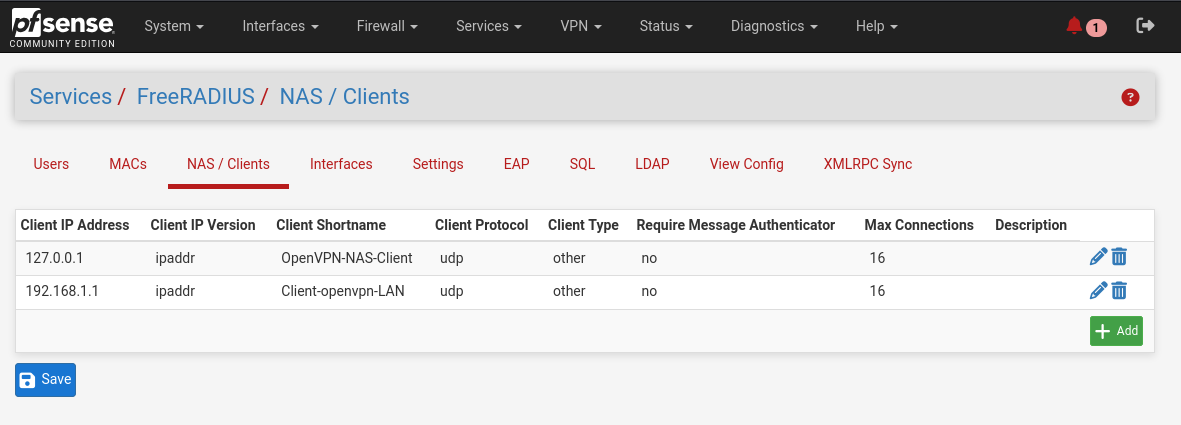 pfsense
COMMUNITY EDITION
System Interfaces Firewall Services VPN Status Diagnostics Help 1
Services / FreeRADIUS / NAS / Clients ?
Users MACs NAS / Clients Interfaces Settings EAP SQL LDAP View Config XMLRPC Sync
Client IP Address Client IP Version Client Shortname Client Protocol Client Type Require Message Authenticator Max Connections Description
127.0.0.1 ipaddr OpenVPN-NAS-Client udp other no 16
192.168.1.1 ipaddr Client-openvpn-LAN udp other no 16
Add
Save